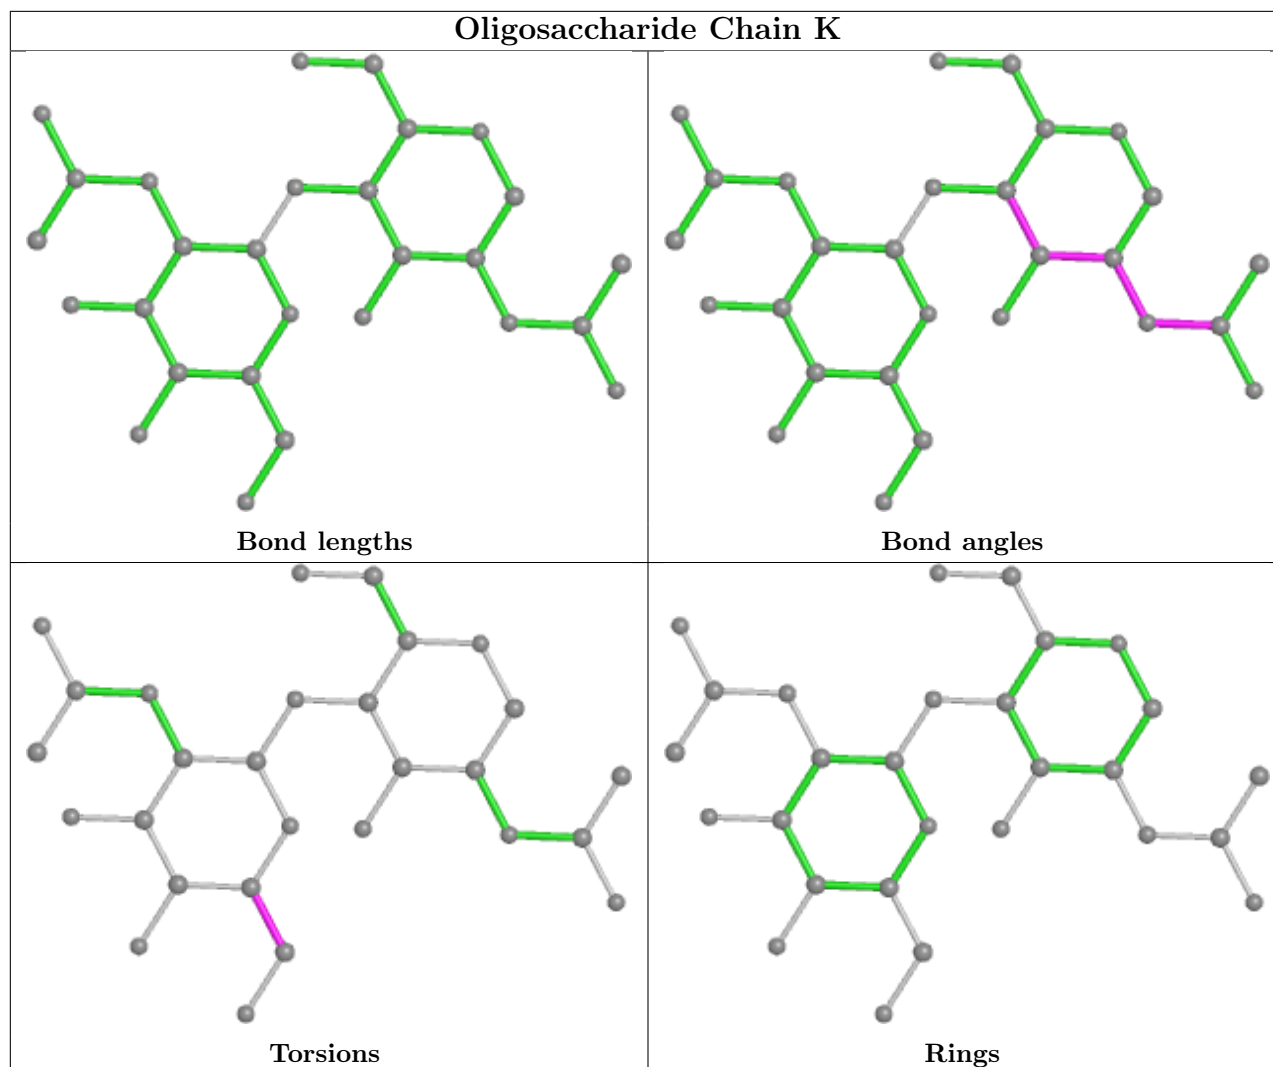 Oligosaccharide Chain K
Bond lengths
Bond angles
Torsions
Rings